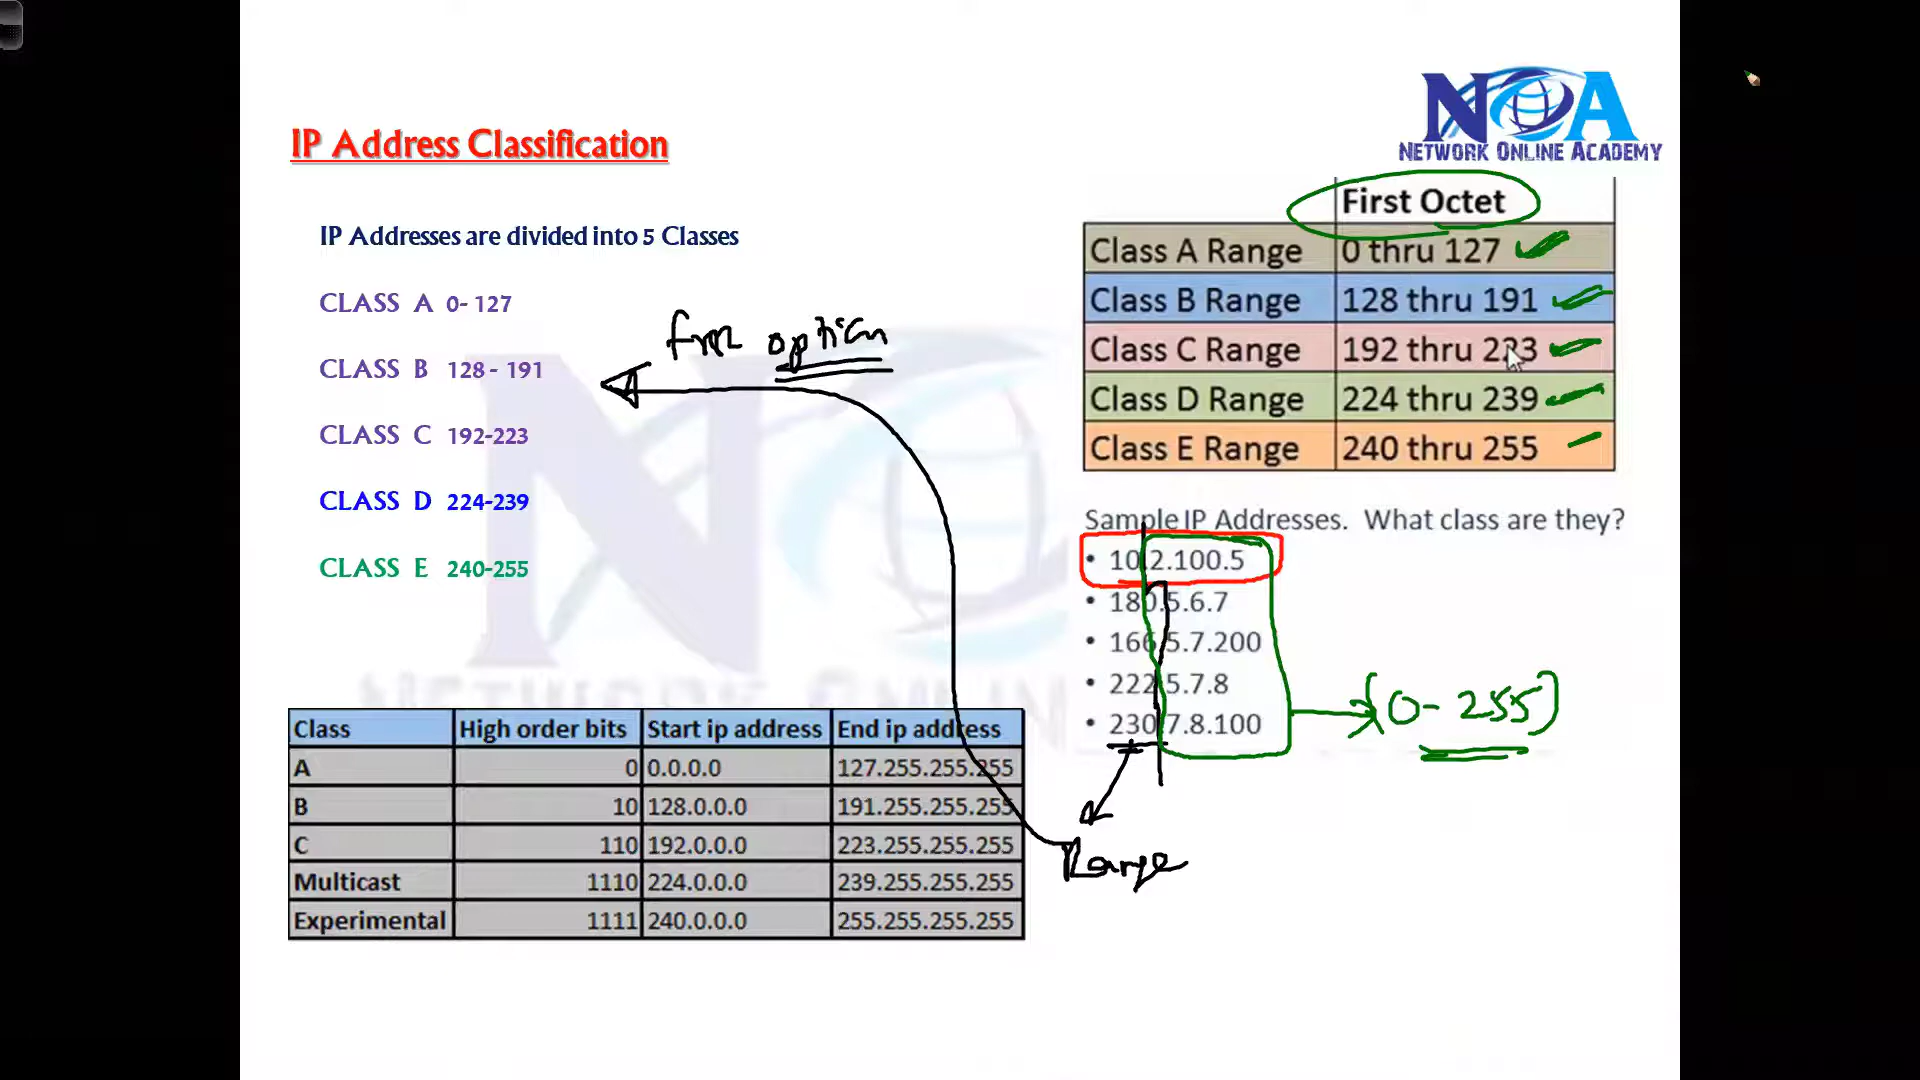 NOA
NETWORK ONLINE ACADEMY
IP Address Classification
IP Addresses are divided into 5 Classes
CLASS A 0- 127
CLASS B 128 - 191
CLASS C 192-223
CLASS D 224-239
CLASS E 240-255
option
First Octet
Class A Range 0 thru 127
Class B Range 128 thru 191
Class C Range 192 thru 223
Class D Range 224 thru 239
Class E Range 240 thru 255
Sample IP Addresses. What class are they?
• 10.2.100.5
• 180.5.6.7
• 166.5.7.200
• 222.5.7.8
• 230.7.8.100
(0-255)
Range
Class High order bits Start ip address End ip address
A 0 0.0.0.0 127.255.255.255
B 10 128.0.0.0 191.255.255.255
C 110 192.0.0.0 223.255.255.255
Multicast 1110 224.0.0.0 239.255.255.255
Experimental 1111 240.0.0.0 255.255.255.255
NETWORK ONLINE